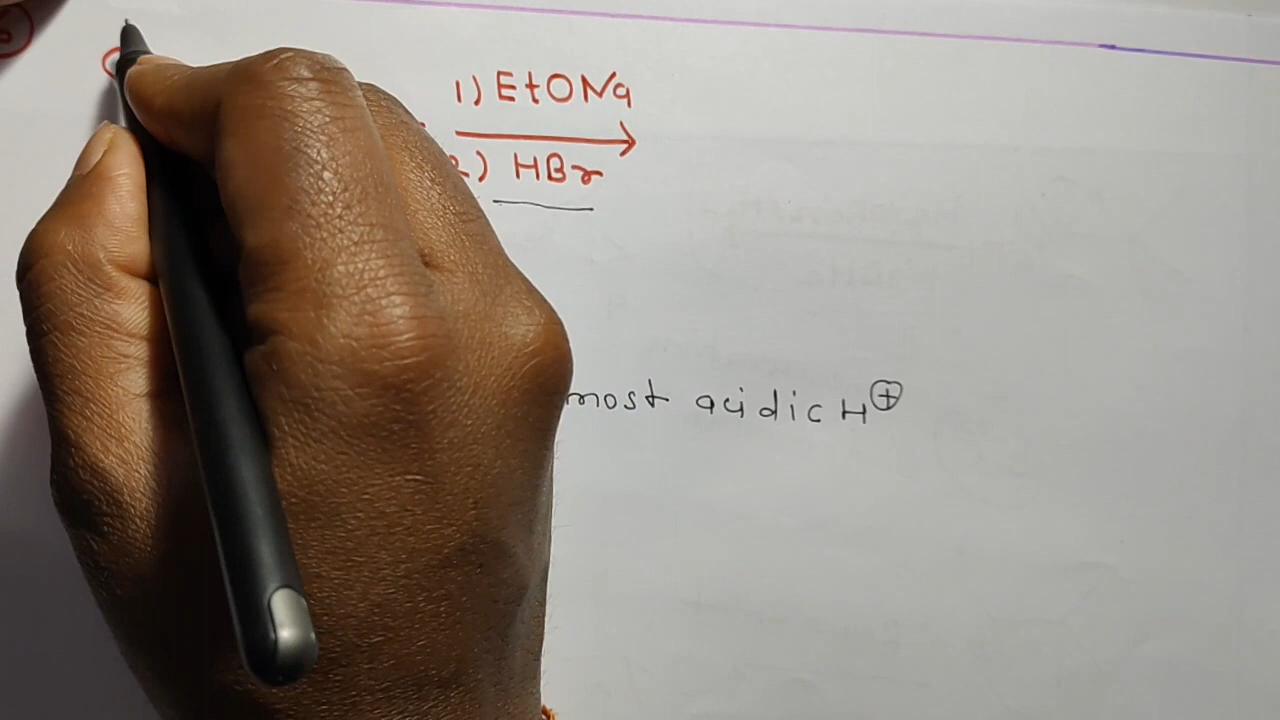 1) EtONa
2) HBr
most acidic H⊕